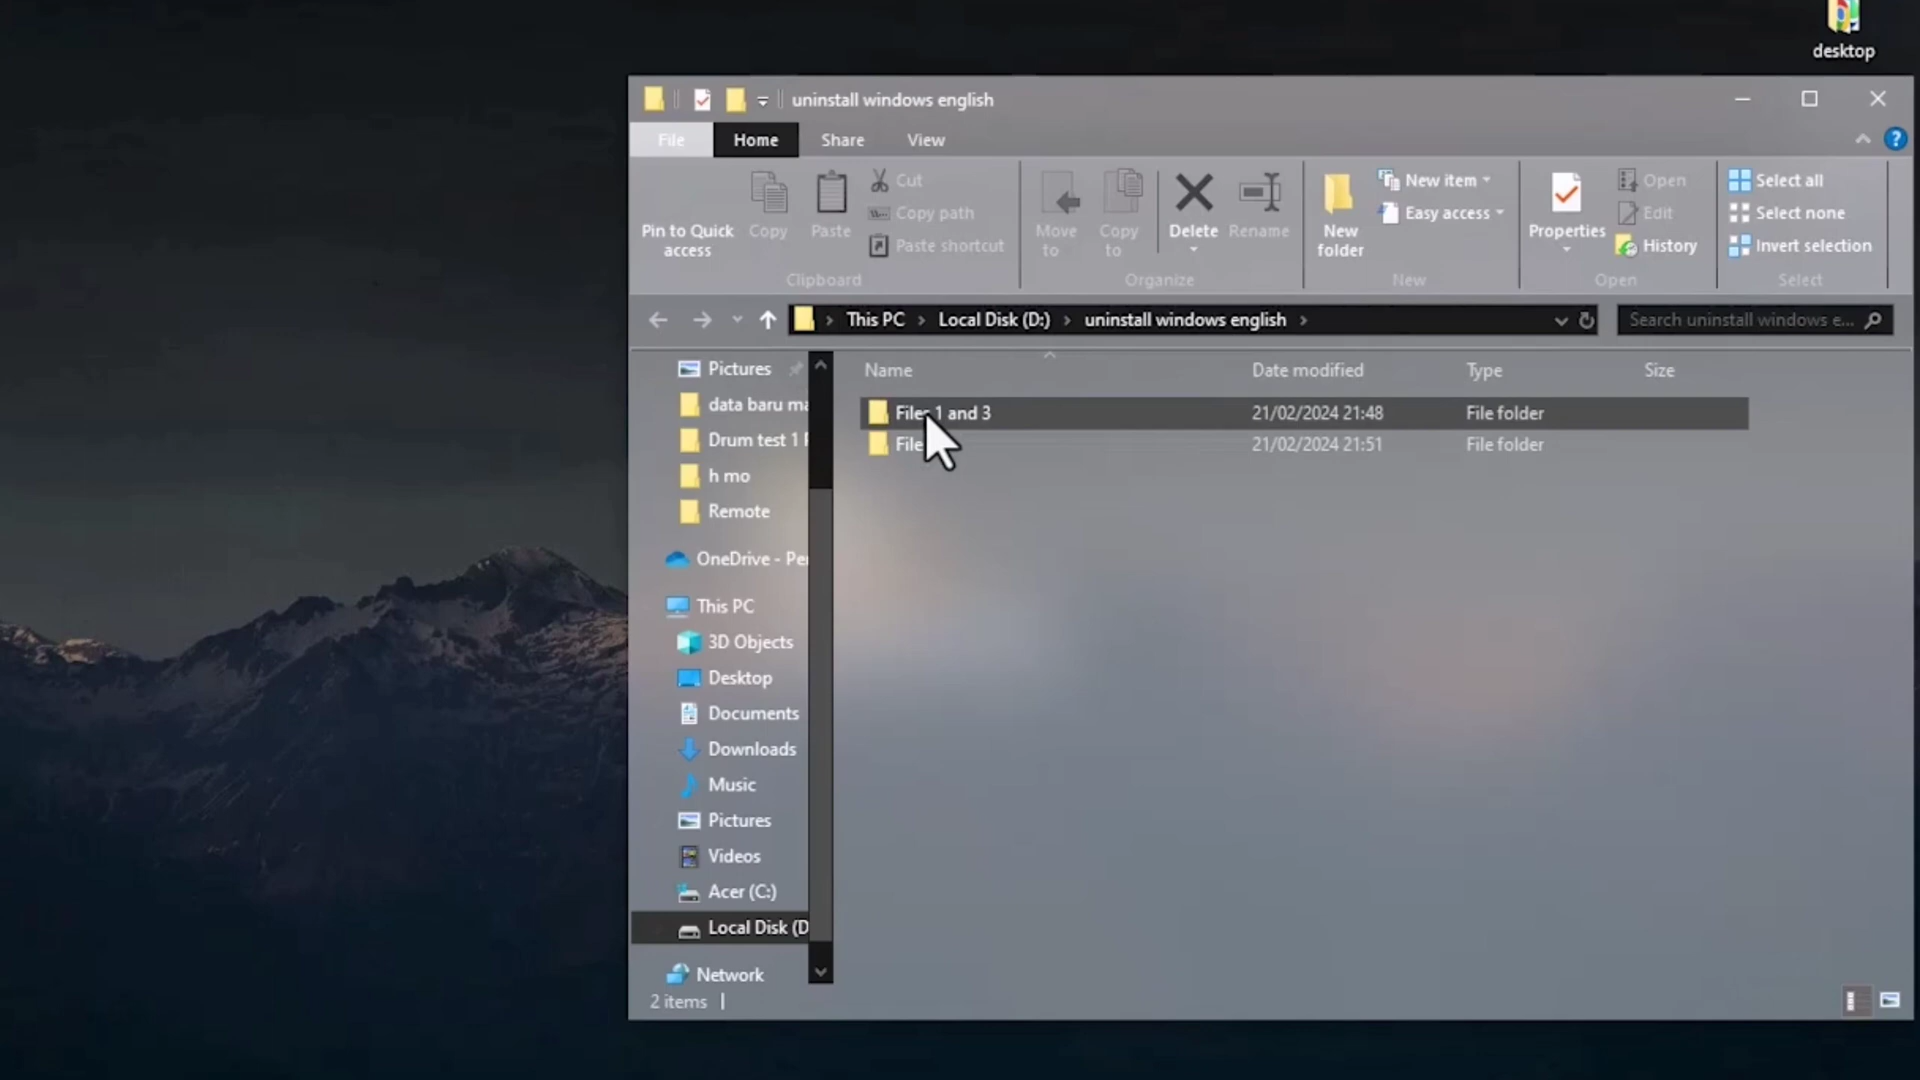 desktop
uninstall windows english
File Home Share View
Pin to Quick access
Copy
Paste
Cut
Copy path
Paste shortcut
Clipboard
Move to
Copy to
Delete
Rename
Organize
New folder
New item
Easy access
New
Properties
Open
Edit
History
Open
Select all
Select none
Invert selection
Select
This PC Local Disk (D:) uninstall windows english
Search uninstall windows e...
Name Date modified Type Size
Files 1 and 3 21/02/2024 21:48 File folder
21/02/2024 21:51 File folder
Pictures
data baru ma
Drum test 1
h mo
Remote
OneDrive - Per
This PC
3D Objects
Desktop
Documents
Downloads
Music
Pictures
Videos
Acer (C:)
Local Disk (D
Network
2 items